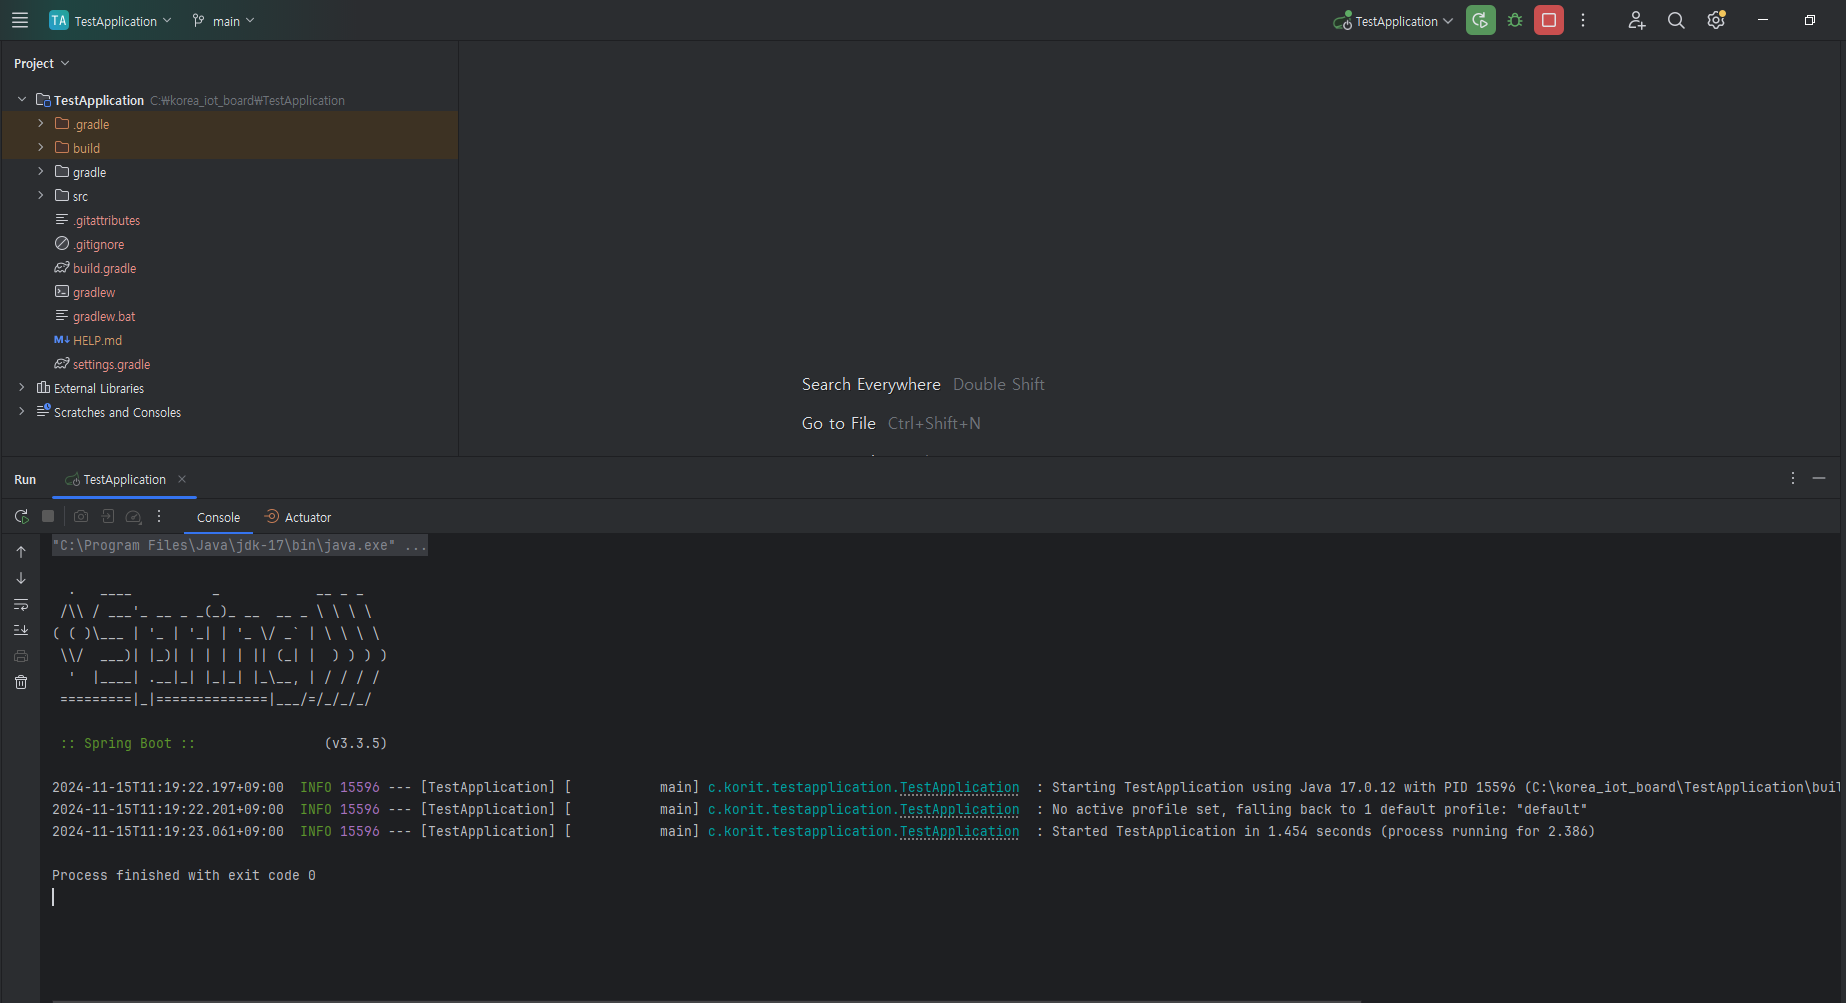 TA TestApplication main TestApplication
Project
TestApplication C:₩korea_iot_board₩TestApplication
.gradle
build
gradle
src
.gitattributes
.gitignore
build.gradle
gradlew
gradlew.bat
M↓ HELP.md
settings.gradle
External Libraries
Scratches and Consoles
Search Everywhere Double Shift
Go to File Ctrl+Shift+N
Run TestApplication
Console Actuator
"C:\Program Files\Java\jdk-17\bin\java.exe" ...
  .   ____          _            __ _ _
 /\\ / ___'_ __ _ _(_)_ __  __ _ \ \ \ \
( ( )\___ | '_ | '_| | '_ \/ _` | \ \ \ \
 \\/  ___)| |_)| | | | | || (_| |  ) ) ) )
  '  |____| .__|_| |_|_| |_\__, | / / / /
 =========|_|==============|___/=/_/_/_/
 :: Spring Boot ::                (v3.3.5)
2024-11-15T11:19:22.197+09:00  INFO 15596 --- [TestApplication] [           main] c.korit.testapplication.TestApplication  : Starting TestApplication using Java 17.0.12 with PID 15596 (C:\korea_iot_board\TestApplication\buil
2024-11-15T11:19:22.201+09:00  INFO 15596 --- [TestApplication] [           main] c.korit.testapplication.TestApplication  : No active profile set, falling back to 1 default profile: "default"
2024-11-15T11:19:23.061+09:00  INFO 15596 --- [TestApplication] [           main] c.korit.testapplication.TestApplication  : Started TestApplication in 1.454 seconds (process running for 2.386)
Process finished with exit code 0